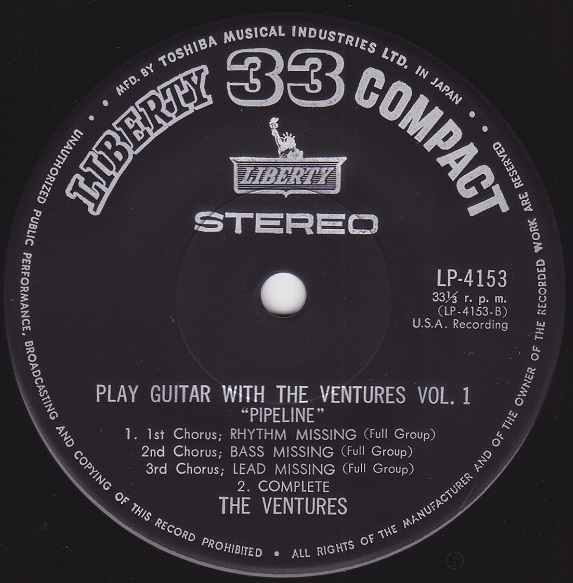 MFD. BY TOSHIBA MUSICAL INDUSTRIES LTD. IN JAPAN
LIBERTY 33 COMPACT
LIBERTY
STEREO
LP-4153
33⅓ r. p. m.
(LP-4153-B)
U.S.A. Recording
PLAY GUITAR WITH THE VENTURES VOL. 1
"PIPELINE"
1. 1st Chorus; RHYTHM MISSING (Full Group)
2nd Chorus; BASS MISSING (Full Group)
3rd Chorus; LEAD MISSING (Full Group)
2. COMPLETE
THE VENTURES
UNAUTHORIZED PUBLIC PERFORMANCE, BROADCASTING AND COPYING OF THIS RECORD PROHIBITED • ALL RIGHTS OF THE MANUFACTURER AND OF THE OWNER OF THE RECORDED WORK ARE RESERVED